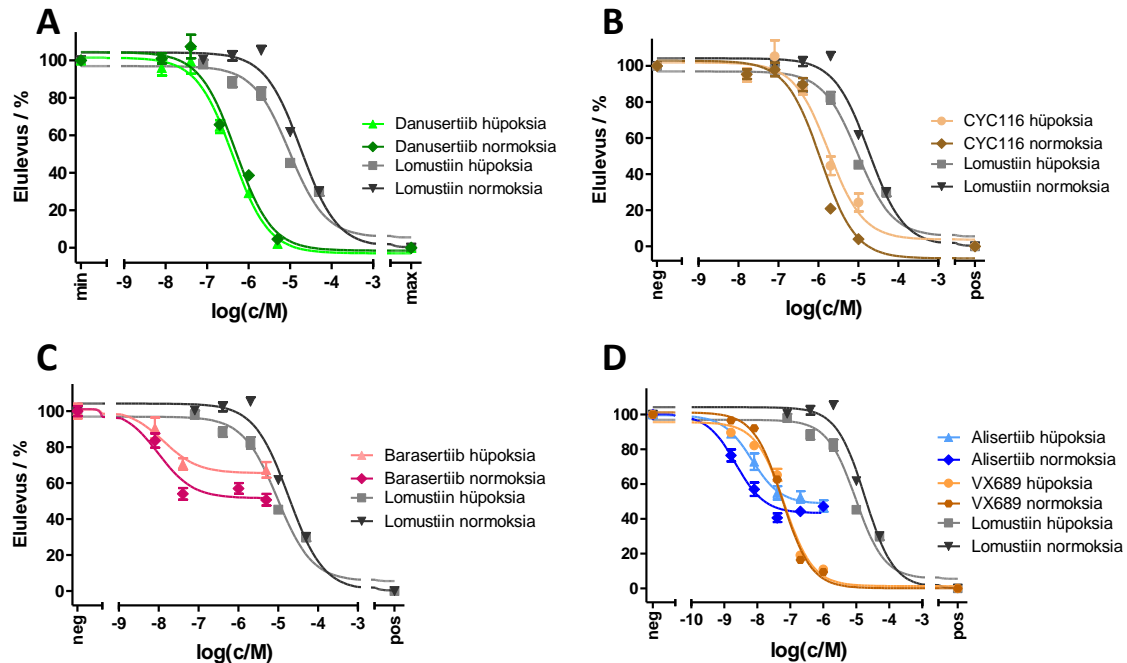 A
Elulevus / %
100
80
60
40
20
0
Danusertiib hüpoksia
Danusertiib normoksia
Lomustiin hüpoksia
Lomustiin normoksia
min
-9
-8
-7
-6
-5
-4
-3
max
log(c/M)
B
Elulevus / %
100
80
60
40
20
0
CYC116 hüpoksia
CYC116 normoksia
Lomustiin hüpoksia
Lomustiin normoksia
neg
-9
-8
-7
-6
-5
-4
-3
pos
log(c/M)
C
Elulevus / %
100
80
60
40
20
0
Barasertiib hüpoksia
Barasertiib normoksia
Lomustiin hüpoksia
Lomustiin normoksia
neg
-9
-8
-7
-6
-5
-4
-3
pos
log(c/M)
D
Elulevus / %
100
80
60
40
20
0
Alisertiib hüpoksia
Alisertiib normoksia
VX689 hüpoksia
VX689 normoksia
Lomustiin hüpoksia
Lomustiin normoksia
neg
-10
-9
-8
-7
-6
-5
-4
-3
pos
log(c/M)